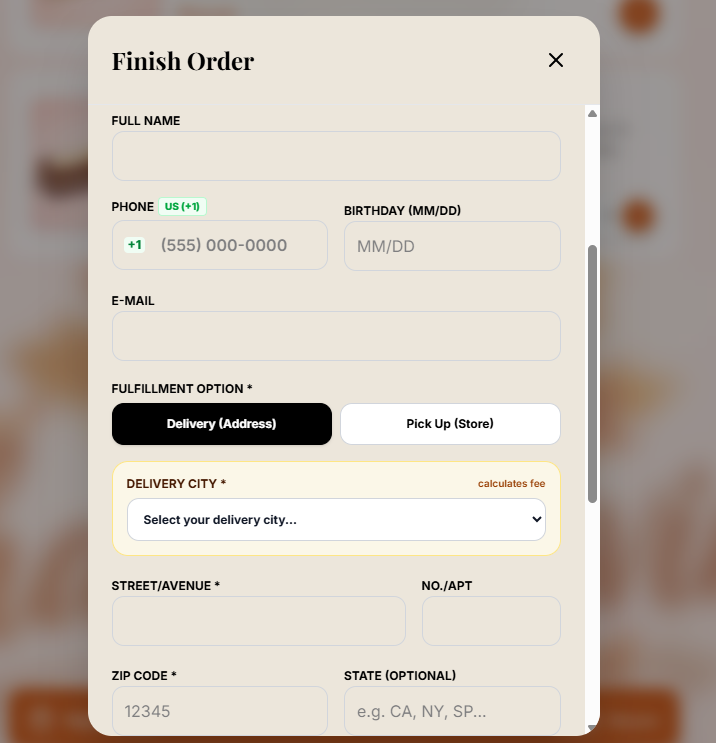 Finish Order
FULL NAME
PHONE US (+1)
BIRTHDAY (MM/DD)
+1 (555) 000-0000
MM/DD
E-MAIL
FULFILLMENT OPTION *
Delivery (Address)
Pick Up (Store)
DELIVERY CITY *
calculates fee
Select your delivery city...
STREET/AVENUE *
NO./APT
ZIP CODE *
STATE (OPTIONAL)
12345
e.g. CA, NY, SP...